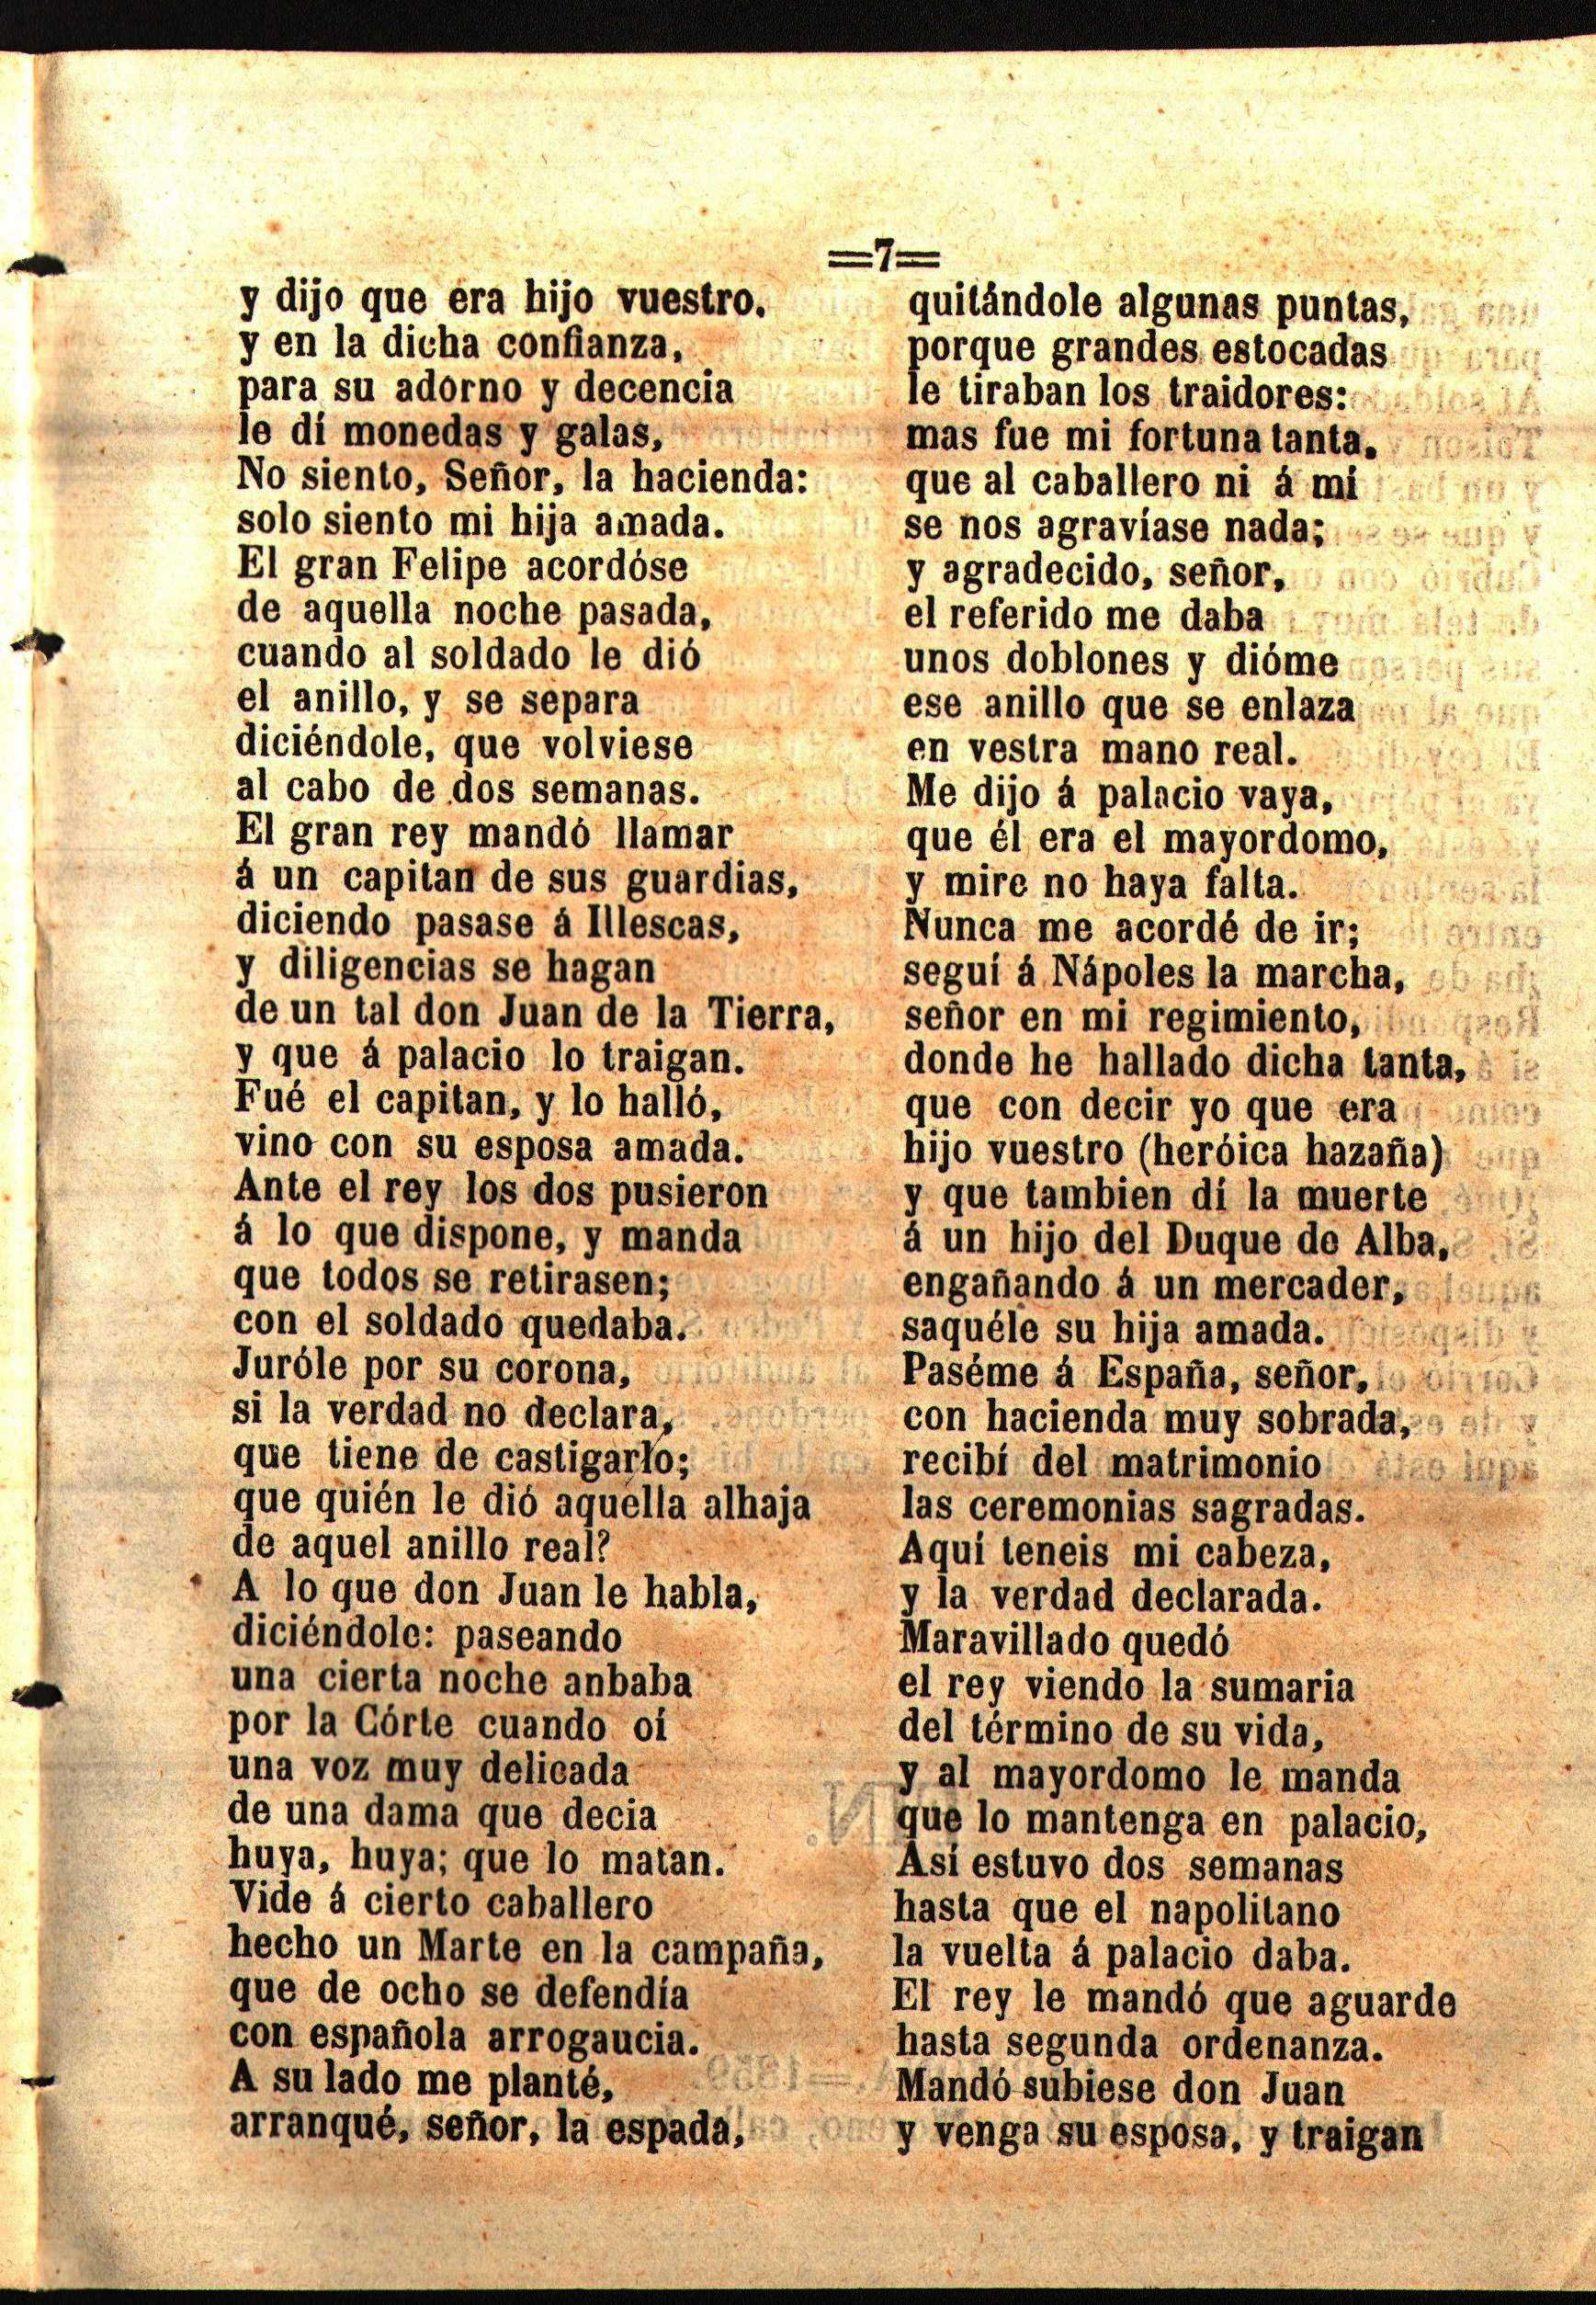 =7=
y dijo que era hijo vuestro.
y en la dicha confianza,
para su adorno y decencia
le dí monedas y galas,
No siento, Señor, la hacienda:
solo siento mi hija amada.
El gran Felipe acordóse
de aquella noche pasada,
cuando al soldado le dió
el anillo, y se separa
diciéndole, que volviese
al cabo de dos semanas.
El gran rey mandó llamar
á un capitan de sus guardias,
diciendo pasase á Illescas,
y diligencias se hagan
de un tal don Juan de la Tierra,
y que á palacio lo traigan.
Fué el capitan, y lo halló,
vino con su esposa amada.
Ante el rey los dos pusieron
á lo que dispone, y manda
que todos se retirasen;
con el soldado quedaba.
Juróle por su corona,
si la verdad no declara,
que tiene de castigarlo;
que quién le dió aquella alhaja
de aquel anillo real?
A lo que don Juan le habla,
diciéndole: paseando
una cierta noche anbaba
por la Córte cuando oí
una voz muy delicada
de una dama que decia
huya, huya; que lo matan.
Vide á cierto caballero
hecho un Marte en la campaña,
que de ocho se defendía
con española arrogaucia.
A su lado me planté,
arranqué, señor, la espada,
quitándole algunas puntas,
porque grandes estocadas
le tiraban los traidores:
mas fue mi fortuna tanta,
que al caballero ni á mí
se nos agravíase nada;
y agradecido, señor,
el referido me daba
unos doblones y dióme
ese anillo que se enlaza
en vestra mano real.
Me dijo á palacio vaya,
que él era el mayordomo,
y mire no haya falta.
Nunca me acordé de ir;
seguí á Nápoles la marcha,
señor en mi regimiento,
donde he hallado dicha tanta,
que con decir yo que era
hijo vuestro (heróica hazaña)
y que tambien dí la muerte
á un hijo del Duque de Alba,
engañando á un mercader,
saquéle su hija amada.
Paséme á España, señor,
con hacienda muy sobrada,
recibí del matrimonio
las ceremonias sagradas.
Aquí teneis mi cabeza,
y la verdad declarada.
Maravillado quedó
el rey viendo la sumaria
del término de su vida,
y al mayordomo le manda
que lo mantenga en palacio,
Así estuvo dos semanas
hasta que el napolitano
la vuelta á palacio daba.
El rey le mandó que aguarde
hasta segunda ordenanza.
Mandó subiese don Juan
y venga su esposa, y traigan